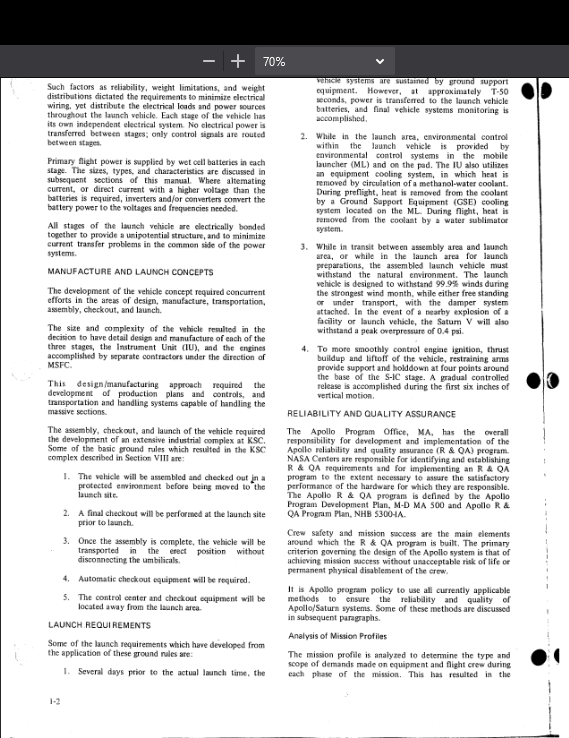 70%
Such factors as reliability, weight limitations, and weight
distributions dictated the requirements to minimize electrical
wiring, yet distribute the electrical loads and power sources
throughout the launch vehicle. Each stage of the vehicle has
its own independent electrical system. No electrical power is
transferred between stages; only control signals are routed
between stages.
Primary flight power is supplied by wet cell batteries in each
stage. The sizes, types, and characteristics are discussed in
subsequent sections of this manual. Where alternating
current, or direct current with a higher voltage than the
batteries is required, inverters and/or converters convert the
battery power to the voltages and frequencies needed.
All stages of the launch vehicle are electrically bonded
together to provide a unipotential structure, and to minimize
current transfer problems in the common side of the power
systems.
MANUFACTURE AND LAUNCH CONCEPTS
The development of the vehicle concept required concurrent
efforts in the areas of design, manufacture, transportation,
assembly, checkout, and launch.
The size and complexity of the vehicle resulted in the
decision to have detail design and manufacture of each of the
three stages, the Instrument Unit (IU), and the engines
accomplished by separate contractors under the direction of
MSFC.
This design/manufacturing approach required the
development of production plans and controls, and
transportation and handling systems capable of handling the
massive sections.
The assembly, checkout, and launch of the vehicle required
the development of an extensive industrial complex at KSC.
Some of the basic ground rules which resulted in the KSC
complex described in Section VIII are:
1. The vehicle will be assembled and checked out in a
protected environment before being moved to the
launch site.
2. A final checkout will be performed at the launch site
prior to launch.
3. Once the assembly is complete, the vehicle will be
transported in the erect position without
disconnecting the umbilicals.
4. Automatic checkout equipment will be required.
5. The control center and checkout equipment will be
located away from the launch area.
LAUNCH REQUIREMENTS
Some of the launch requirements which have developed from
the application of these ground rules are:
1. Several days prior to the actual launch time, the
vehicle systems are sustained by ground support
equipment. However, at approximately T-50
seconds, power is transferred to the launch vehicle
batteries, and final vehicle systems monitoring is
accomplished.
2. While in the launch area, environmental control
within the launch vehicle is provided by
environmental control systems in the mobile
launcher (ML) and on the pad. The IU also utilizes
an equipment cooling system, in which heat is
removed by circulation of a methanol-water coolant.
During preflight, heat is removed from the coolant
by a Ground Support Equipment (GSE) cooling
system located on the ML. During flight, heat is
removed from the coolant by a water sublimator
system.
3. While in transit between assembly area and launch
area, or while in the launch area for launch
preparations, the assembled launch vehicle must
withstand the natural environment. The launch
vehicle is designed to withstand 99.9% winds during
the strongest wind month, while either free standing
or under transport, with the damper system
attached. In the event of a nearby explosion of a
facility or launch vehicle, the Saturn V will also
withstand a peak overpressure of 0.4 psi.
4. To more smoothly control engine ignition, thrust
buildup and liftoff of the vehicle, restraining arms
provide support and holddown at four points around
the base of the S-IC stage. A gradual controlled
release is accomplished during the first six inches of
vertical motion.
RELIABILITY AND QUALITY ASSURANCE
The Apollo Program Office, MA, has the overall
responsibility for development and implementation of the
Apollo reliability and quality assurance (R & QA) program.
NASA Centers are responsible for identifying and establishing
R & QA requirements and for implementing an R & QA
program to the extent necessary to assure the satisfactory
performance of the hardware for which they are responsible.
The Apollo R & QA program is defined by the Apollo
Program Development Plan, M-D MA 500 and Apollo R &
QA Program Plan, NHB 5300-1A.
Crew safety and mission success are the main elements
around which the R & QA program is built. The primary
criterion governing the design of the Apollo system is that of
achieving mission success without unacceptable risk of life or
permanent physical disablement of the crew.
It is Apollo program policy to use all currently applicable
methods to ensure the reliability and quality of
Apollo/Saturn systems. Some of these methods are discussed
in subsequent paragraphs.
Analysis of Mission Profiles
The mission profile is analyzed to determine the type and
scope of demands made on equipment and flight crew during
each phase of the mission. This has resulted in the
1-2